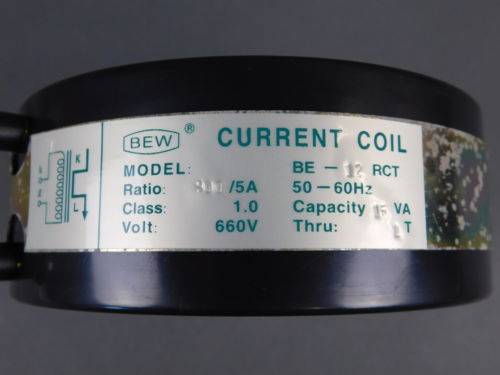 BEW ® CURRENT COIL
MODEL: BE - 12 RCT
Ratio: /5A 50 - 60Hz
Class: 1.0 Capacity 15 VA
Volt: 660V Thru: T
K
L